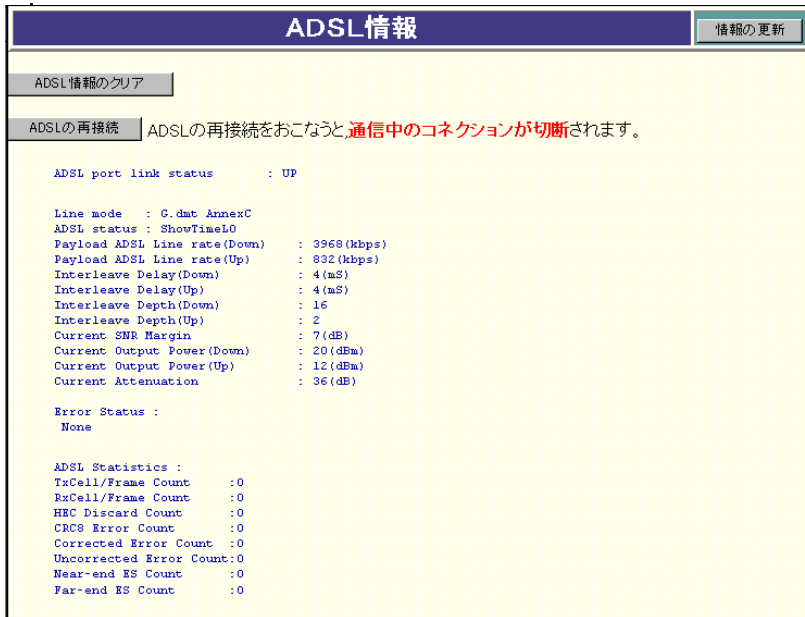 ADSL情報
情報の更新
ADSL情報のクリア
ADSLの再接続 ADSLの再接続をおこなうと,通信中のコネクションが切断されます。
ADSL port link status : UP
Line mode : G.dmt AnnexC
ADSL status : ShowTimeL0
Payload ADSL Line rate(Down) : 3968(kbps)
Payload ADSL Line rate(Up) : 832(kbps)
Interleave Delay(Down) : 4(mS)
Interleave Delay(Up) : 4(mS)
Interleave Depth(Down) : 16
Interleave Depth(Up) : 2
Current SNR Margin : 7(dB)
Current Output Power(Down) : 20(dBm)
Current Output Power(Up) : 12(dBm)
Current Attenuation : 36(dB)
Error Status :
None
ADSL Statistics :
TxCell/Frame Count :0
RxCell/Frame Count :0
HEC Discard Count :0
CRC8 Error Count :0
Corrected Error Count :0
Uncorrected Error Count:0
Near-end ES Count :0
Far-end ES Count :0